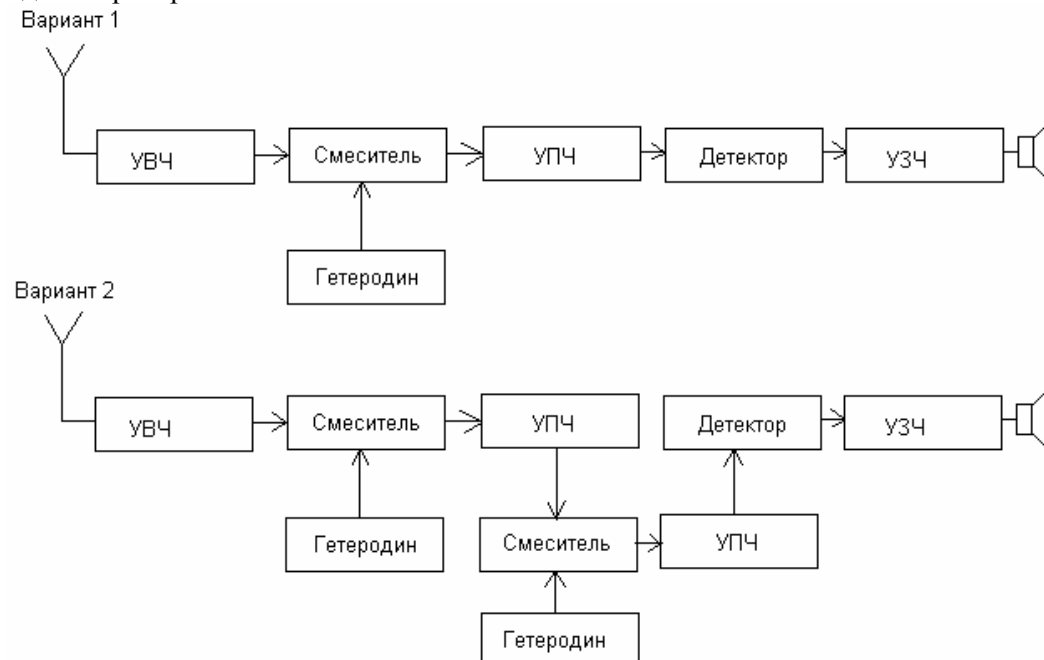 Вариант 1
УВЧ Смеситель УПЧ Детектор УЗЧ
Гетеродин
Вариант 2
УВЧ Смеситель УПЧ Детектор УЗЧ
Гетеродин Смеситель УПЧ
Гетеродин